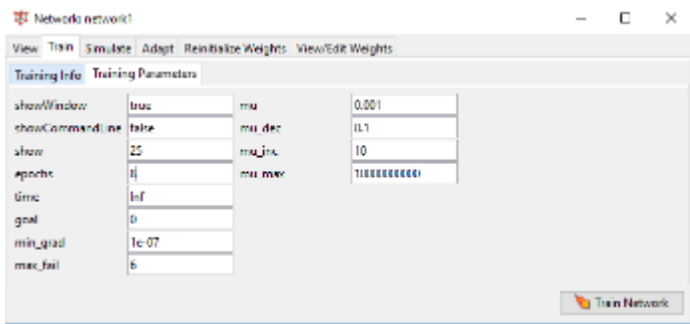 Network: network1
View Train Simulate Adapt Reinitialize Weights View/Edit Weights
Training Info Training Parameters
showWindow true mu 0.001
showCommandLine false mu_dec 0.1
show 25 mu_inc 10
epochs mu_max 10000000000
time Inf
goal 0
min_grad 1e-07
max_fail 6
Train Network